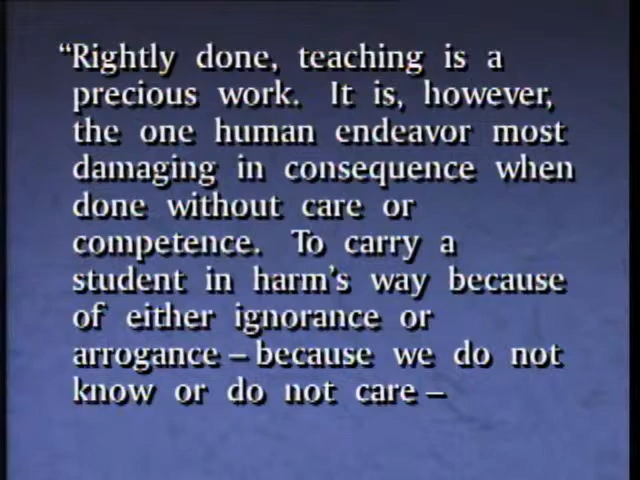 “Rightly done, teaching is a
precious work. It is, however,
the one human endeavor most
damaging in consequence when
done without care or
competence. To carry a
student in harm's way because
of either ignorance or
arrogance – because we do not
know or do not care –